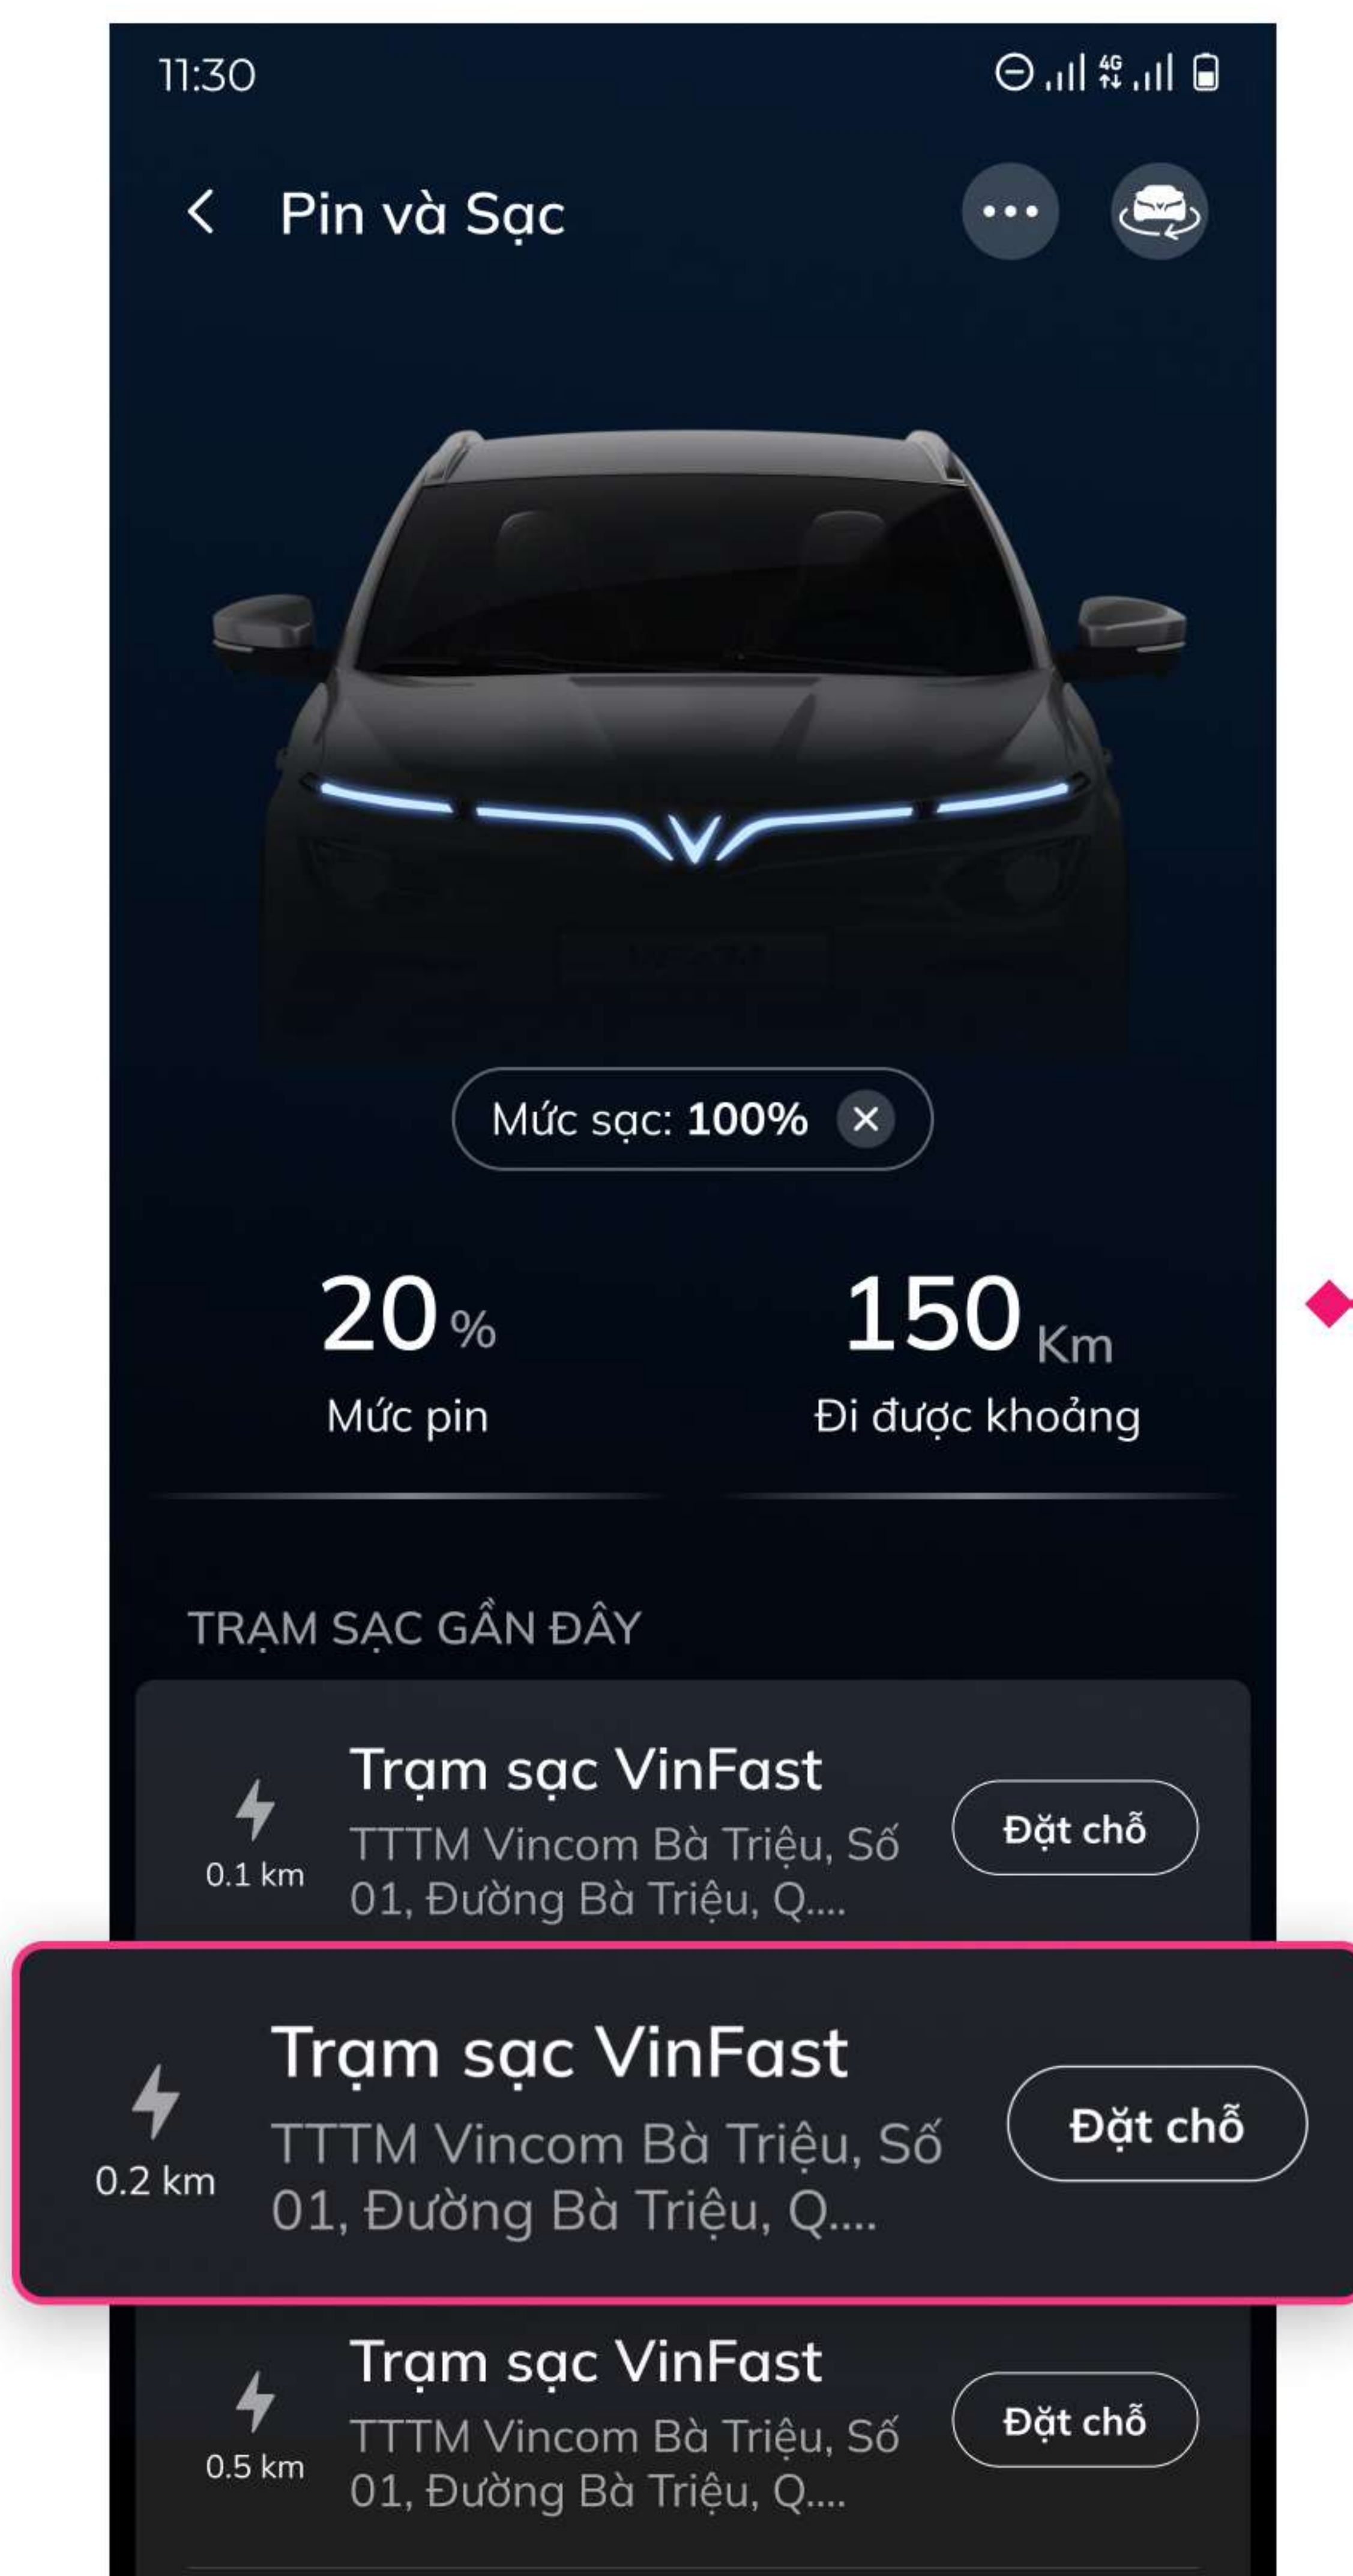 11:30
4G
Pin và Sạc
Mức sạc: 100%
20 %
150 Km
Mức pin
Đi được khoảng
TRẠM SẠC GẦN ĐÂY
Trạm sạc VinFast
TTTM Vincom Bà Triệu, Số
01, Đường Bà Triệu, Q....
0.1 km
Đặt chỗ
Trạm sạc VinFast
TTTM Vincom Bà Triệu, Số
01, Đường Bà Triệu, Q....
0.2 km
Đặt chỗ
Trạm sạc VinFast
TTTM Vincom Bà Triệu, Số
01, Đường Bà Triệu, Q....
0.5 km
Đặt chỗ